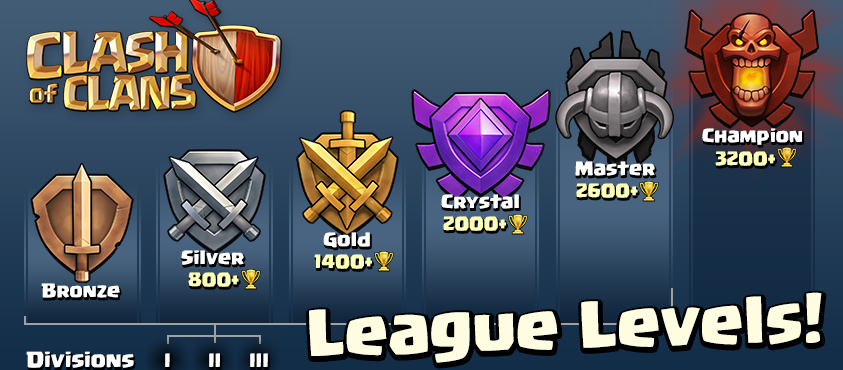 CLASH
OF CLANS
Bronze
Silver
800+
Gold
1400+
Crystal
2000+
Master
2600+
Champion
3200+
Divisions I II III
League Levels!